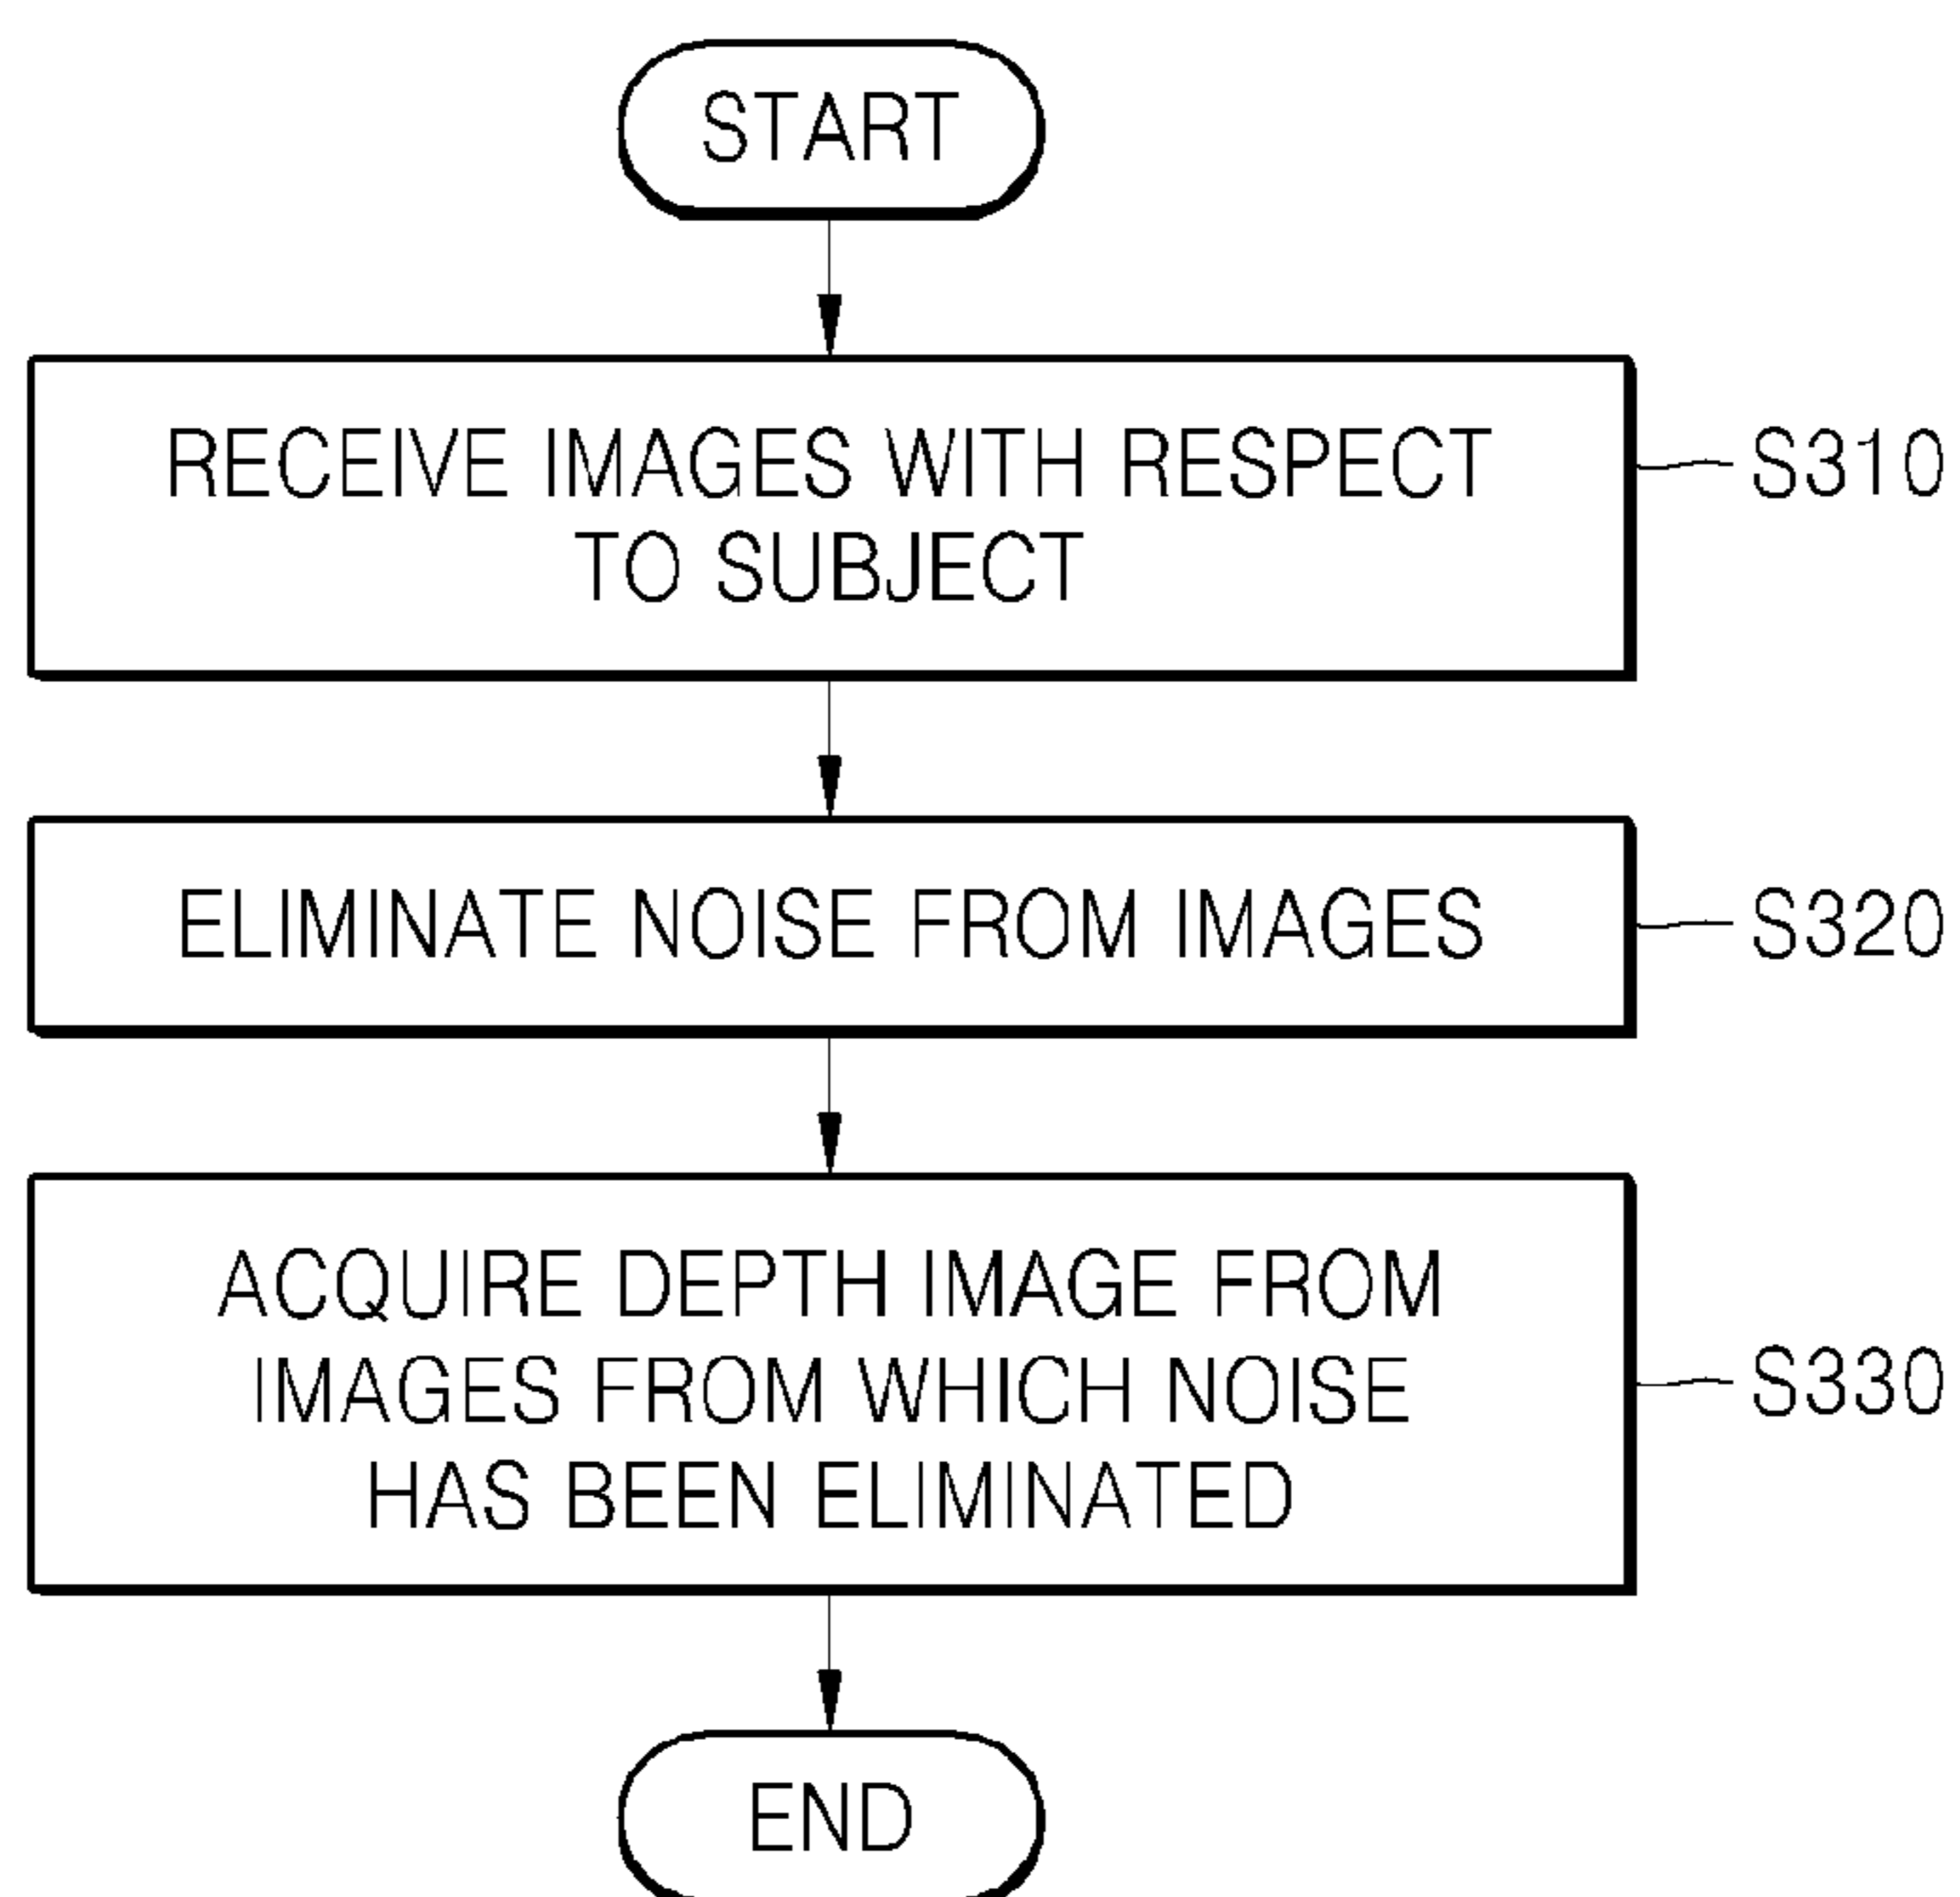 START
RECEIVE IMAGES WITH RESPECT
TO SUBJECT
S310
ELIMINATE NOISE FROM IMAGES
S320
ACQUIRE DEPTH IMAGE FROM
IMAGES FROM WHICH NOISE
HAS BEEN ELIMINATED
S330
END